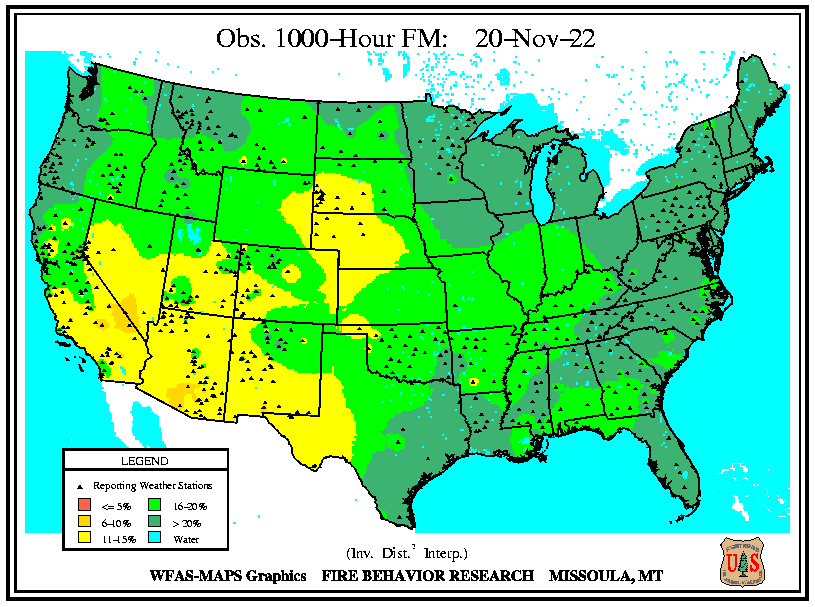 Obs. 1000-Hour FM: 20-Nov-22
LEGEND
Reporting Weather Stations
<= 5% 16-20%
6-10% > 20%
11-15% Water
(Inv. Dist.² Interp.)
WFAS-MAPS Graphics FIRE BEHAVIOR RESEARCH MISSOULA, MT
U S